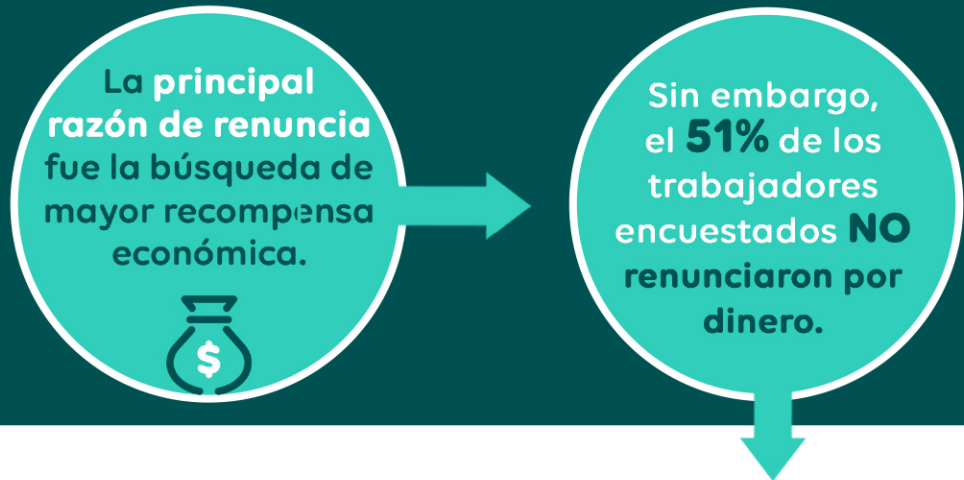 La principal
razón de renuncia
fue la búsqueda de
mayor recompensa
económica.
$
Sin embargo,
el 51% de los
trabajadores
encuestados NO
renunciaron por
dinero.